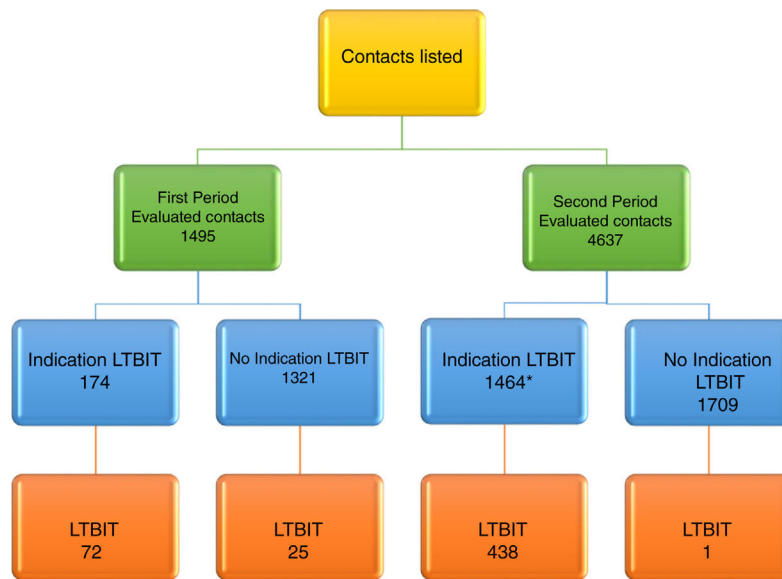 Contacts listed
First Period
Evaluated contacts
1495
Second Period
Evaluated contacts
4637
Indication LTBIT
174
No Indication LTBIT
1321
Indication LTBIT
1464*
No Indication
LTBIT
1709
LTBIT
72
LTBIT
25
LTBIT
438
LTBIT
1